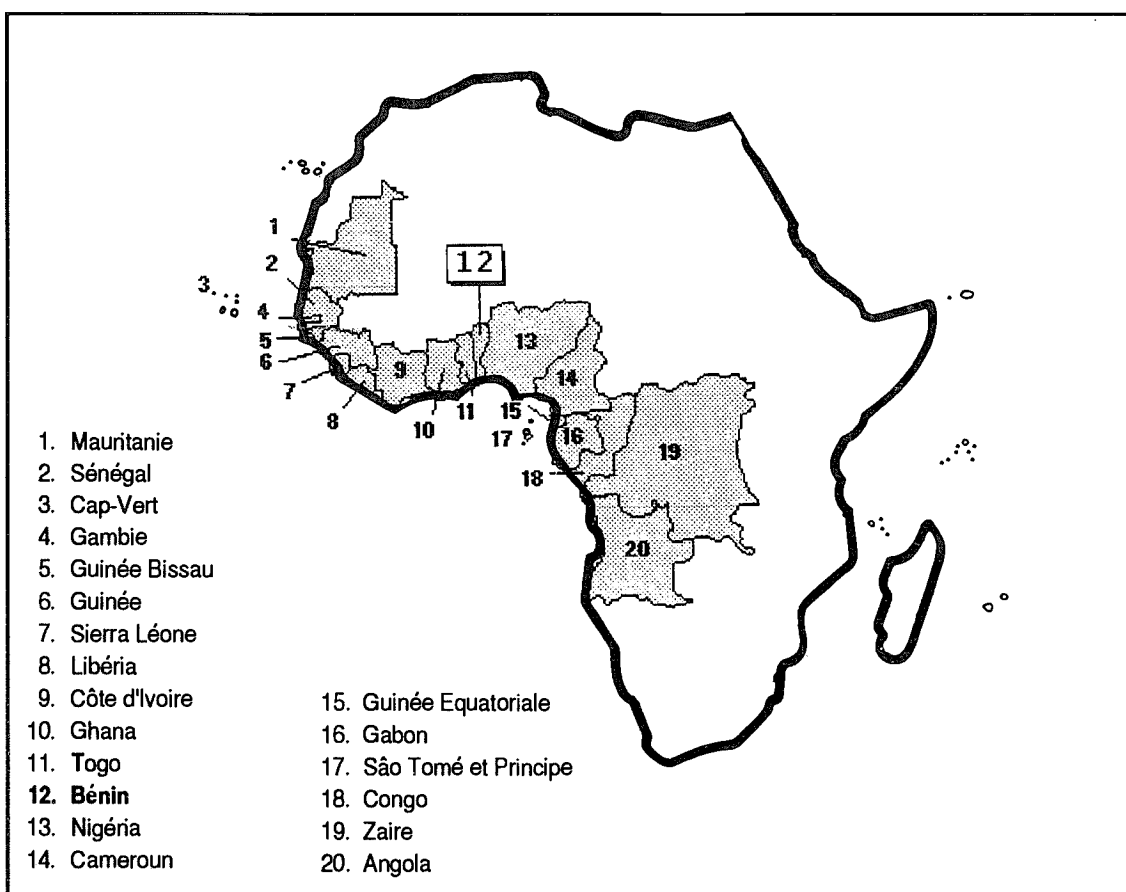 1
2
12
3
4
5
6
7
8
9
10
11
13
14
15
16
17
18
19
20
1. Mauritanie
2. Sénégal
3. Cap-Vert
4. Gambie
5. Guinée Bissau
6. Guinée
7. Sierra Léone
8. Libéria
9. Côte d'Ivoire
10. Ghana
11. Togo
12. Bénin
13. Nigéria
14. Cameroun
15. Guinée Equatoriale
16. Gabon
17. Sâo Tomé et Principe
18. Congo
19. Zaire
20. Angola